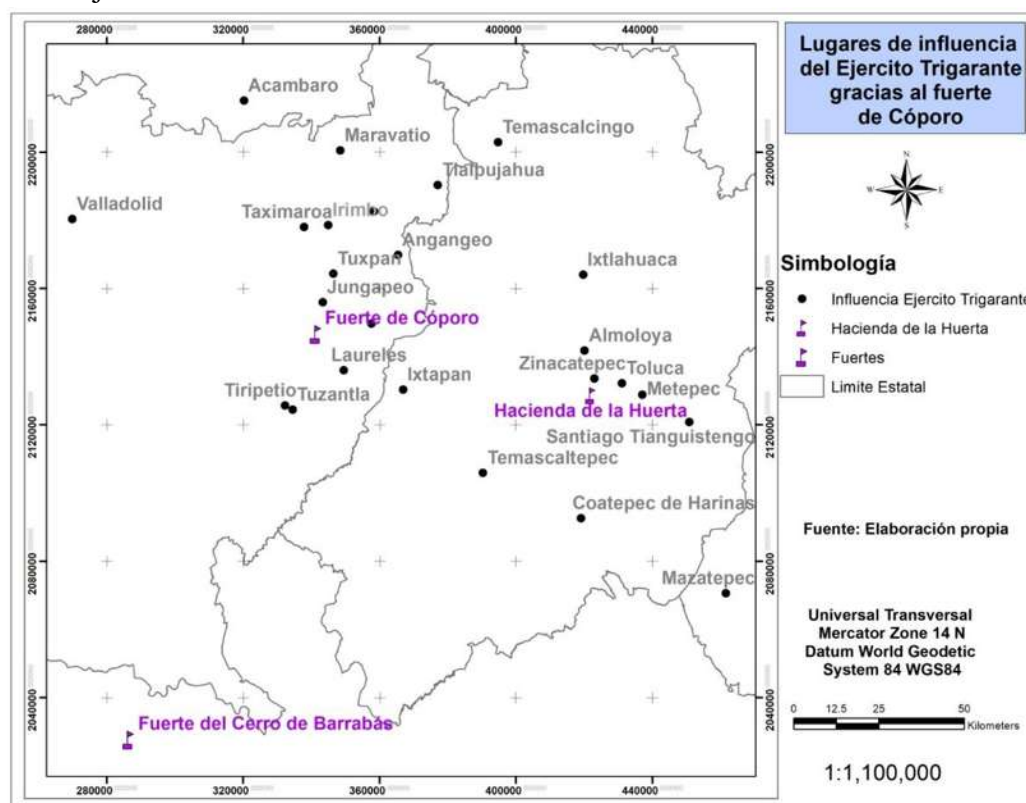 280000 320000 360000 400000 440000
Lugares de influencia
del Ejercito Trigarante
gracias al fuerte
de Cóporo
Acambaro
Maravatio
Temascalcingo
2200000
2200000
Tlalpujahua
N
W
E
S
Valladolid
Taximaroa
Irimbo
Angangeo
Tuxpan
Ixtlahuaca
Simbología
Jungapeo
2160000
2160000
Influencia Ejercito Trigarante
Fuerte de Cóporo
Hacienda de la Huerta
Almoloya
Fuertes
Laureles
Zinacatepec
Toluca
Ixtapan
Metepec
Limite Estatal
Tiripetio
Tuzantla
Hacienda de la Huerta
2120000
2120000
Santiago Tianguistengo
Temascaltepec
Coatepec de Harinas
Fuente: Elaboración propia
2080000
2080000
Mazatepec
Universal Transversal
Mercator Zone 14 N
Datum World Geodetic
System 84 WGS84
2040000
2040000
0 12.5 25 50
Kilometers
Fuerte del Cerro de Barrabás
1:1,100,000
280000 320000 360000 400000 440000